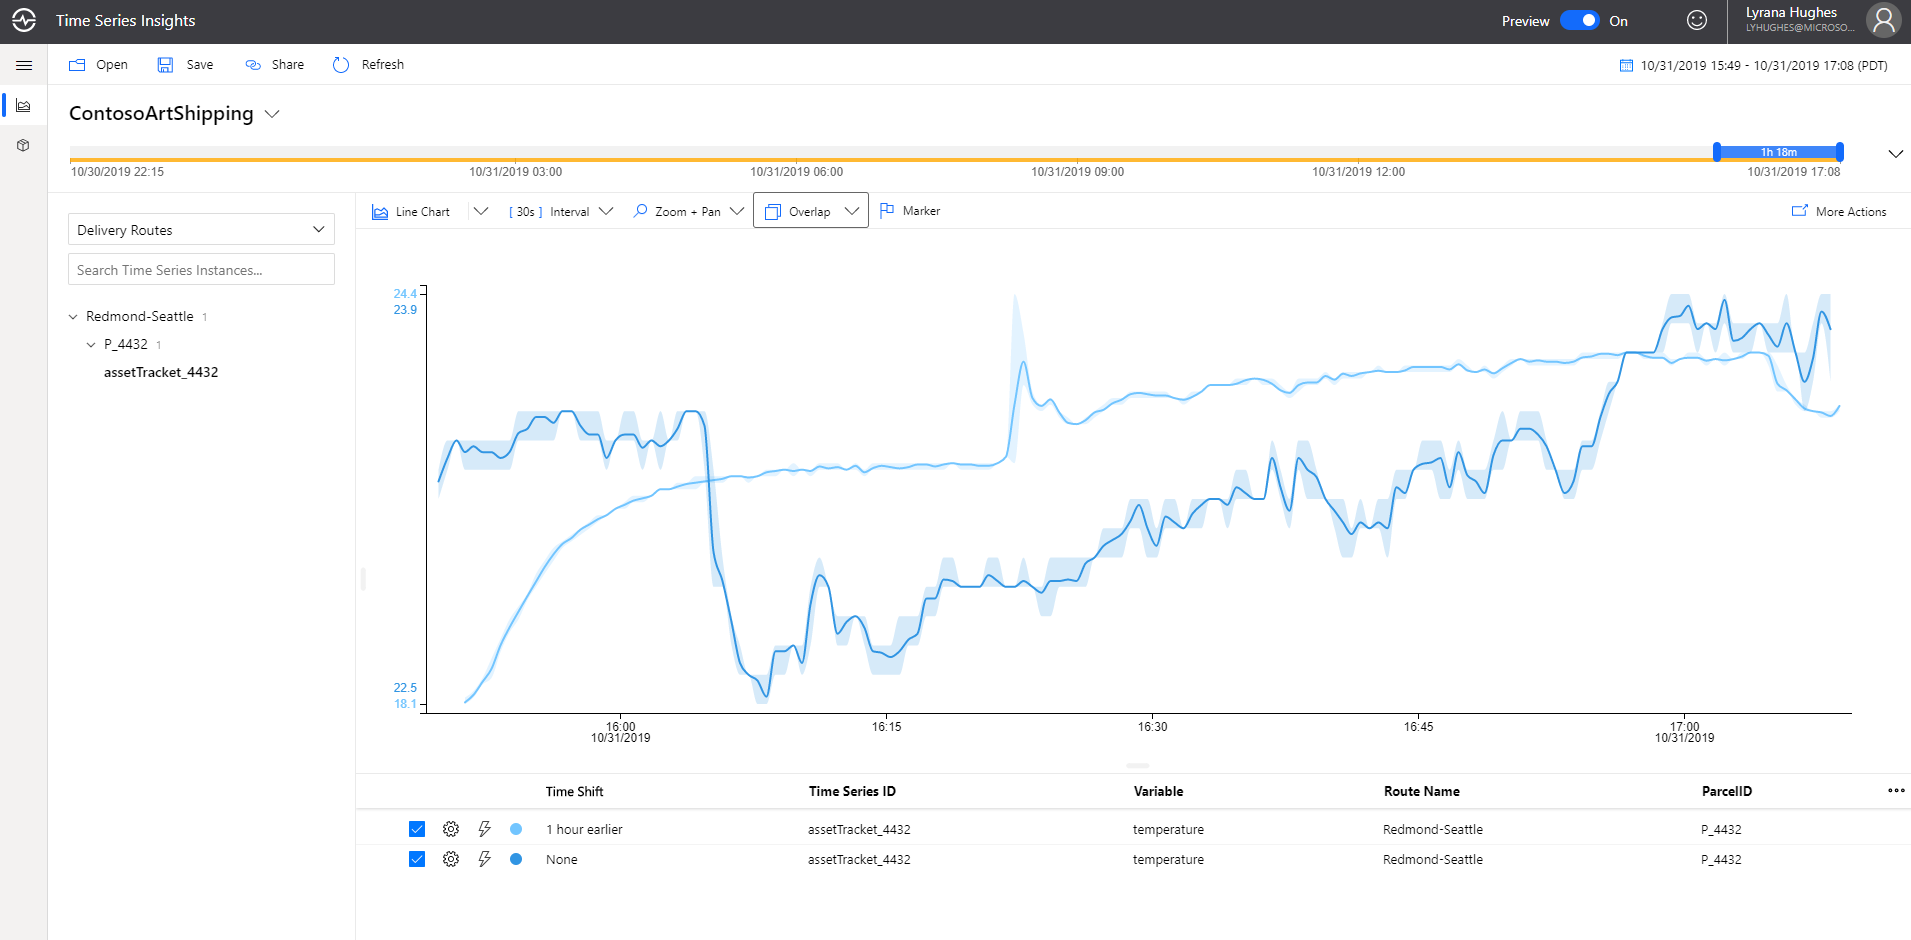 Time Series Insights
Preview On
Lyrana Hughes
LYHUGHES@MICROSO...
Open Save Share Refresh
10/31/2019 15:49 - 10/31/2019 17:08 (PDT)
ContosoArtShipping
1h 18m
10/30/2019 22:15 10/31/2019 03:00 10/31/2019 06:00 10/31/2019 09:00 10/31/2019 12:00 10/31/2019 17:08
Delivery Routes
Search Time Series Instances...
Redmond-Seattle 1
P_4432 1
assetTracket_4432
Line Chart [ 30s ] Interval Zoom + Pan Overlap Marker More Actions
24.4
23.9
22.5
18.1
16:00 16:15 16:30 16:45 17:00
10/31/2019 10/31/2019
Time Shift Time Series ID Variable Route Name ParcelID
1 hour earlier assetTracket_4432 temperature Redmond-Seattle P_4432
None assetTracket_4432 temperature Redmond-Seattle P_4432